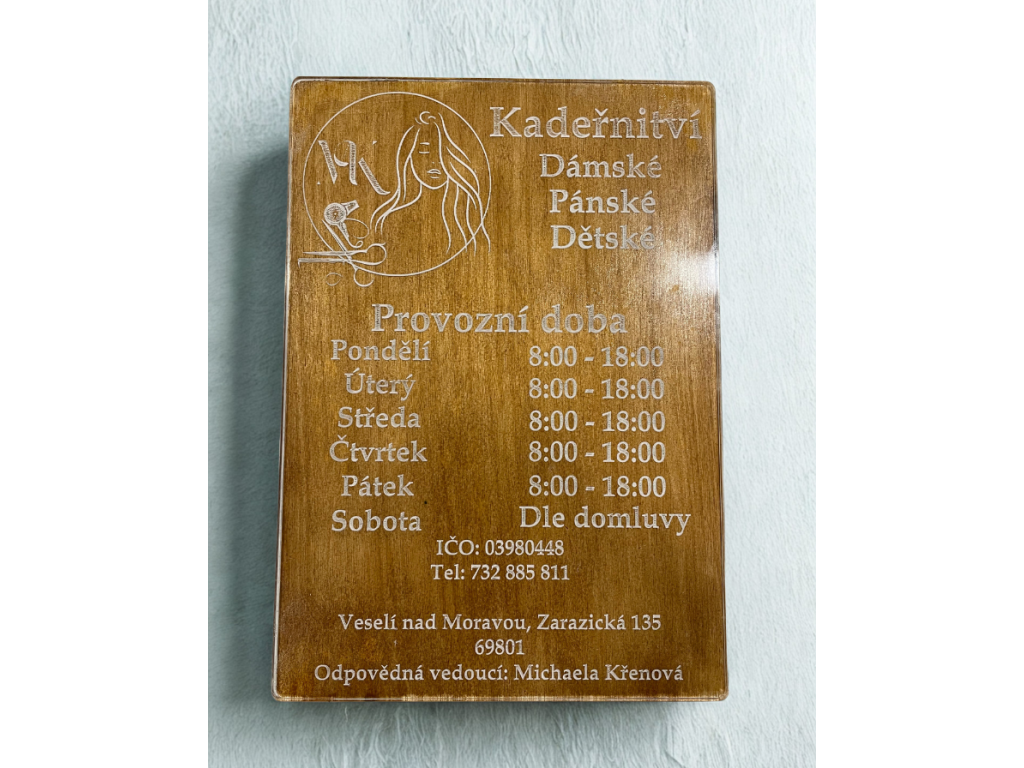 Kadeřnitví
Dámské
Pánské
Dětské
Provozní doba
Pondělí 8:00 - 18:00
Úterý 8:00 - 18:00
Středa 8:00 - 18:00
Čtvrtek 8:00 - 18:00
Pátek 8:00 - 18:00
Sobota Dle domluvy
IČO: 03980448
Tel: 732 885 811
Veselí nad Moravou, Zarazická 135
69801
Odpovědná vedoucí: Michaela Křenová